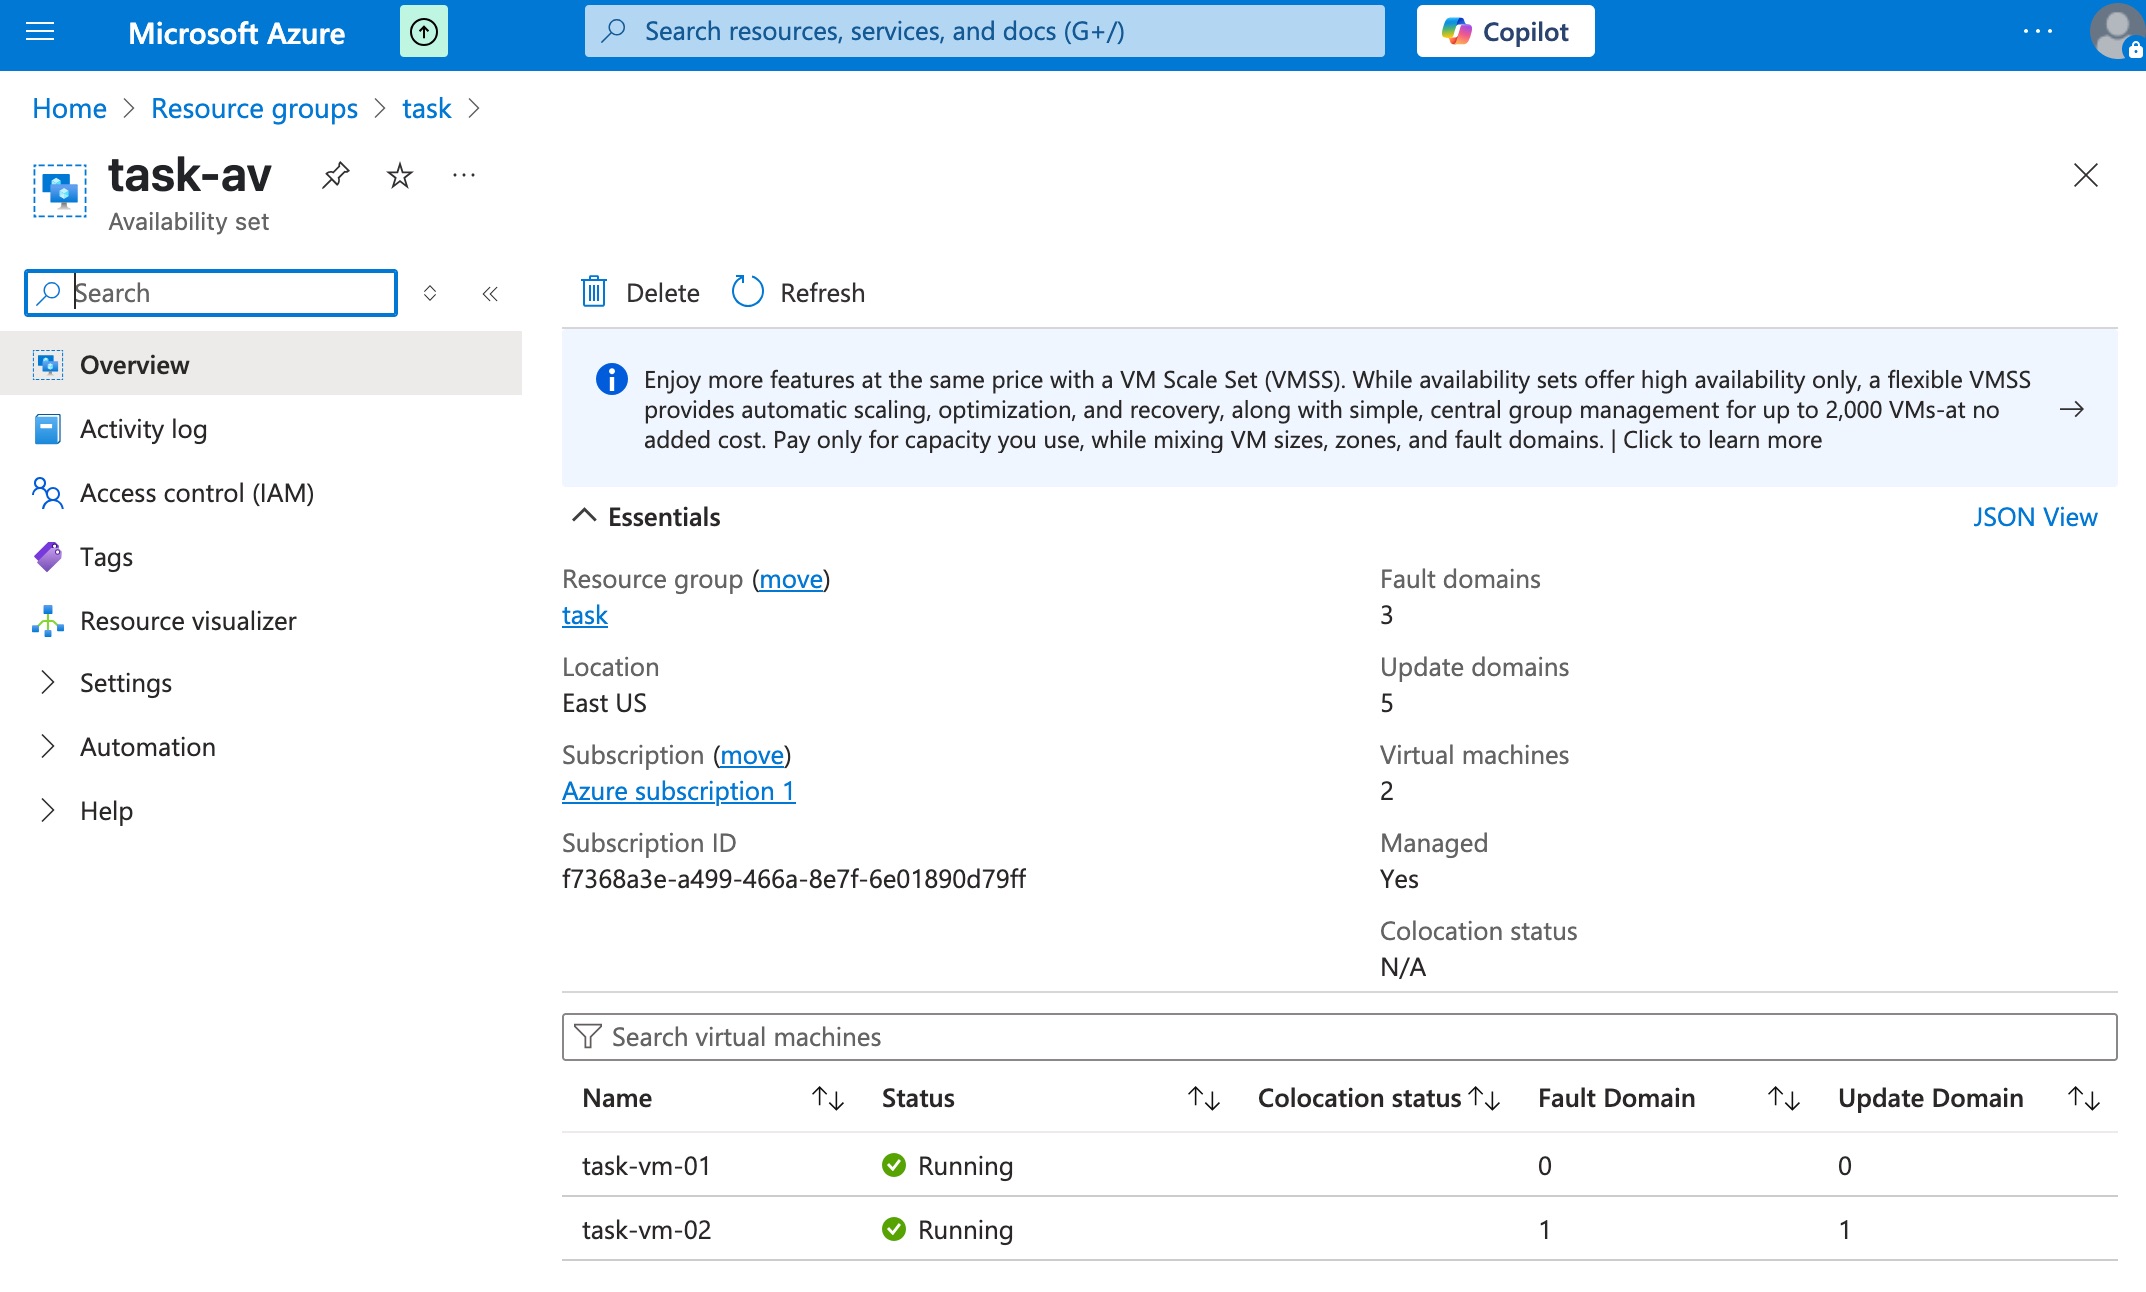 Microsoft Azure
Search resources, services, and docs (G+/)
Copilot
Home > Resource groups > task >
task-av
Availability set
Search
Overview
Activity log
Access control (IAM)
Tags
Resource visualizer
Settings
Automation
Help
Delete
Refresh
Enjoy more features at the same price with a VM Scale Set (VMSS). While availability sets offer high availability only, a flexible VMSS
provides automatic scaling, optimization, and recovery, along with simple, central group management for up to 2,000 VMs-at no
added cost. Pay only for capacity you use, while mixing VM sizes, zones, and fault domains. | Click to learn more
Essentials
JSON View
Resource group (move)
task
Location
East US
Subscription (move)
Azure subscription 1
Subscription ID
f7368a3e-a499-466a-8e7f-6e01890d79ff
Fault domains
3
Update domains
5
Virtual machines
2
Managed
Yes
Colocation status
N/A
Search virtual machines
Name Status Colocation status Fault Domain Update Domain
task-vm-01 Running 0 0
task-vm-02 Running 1 1